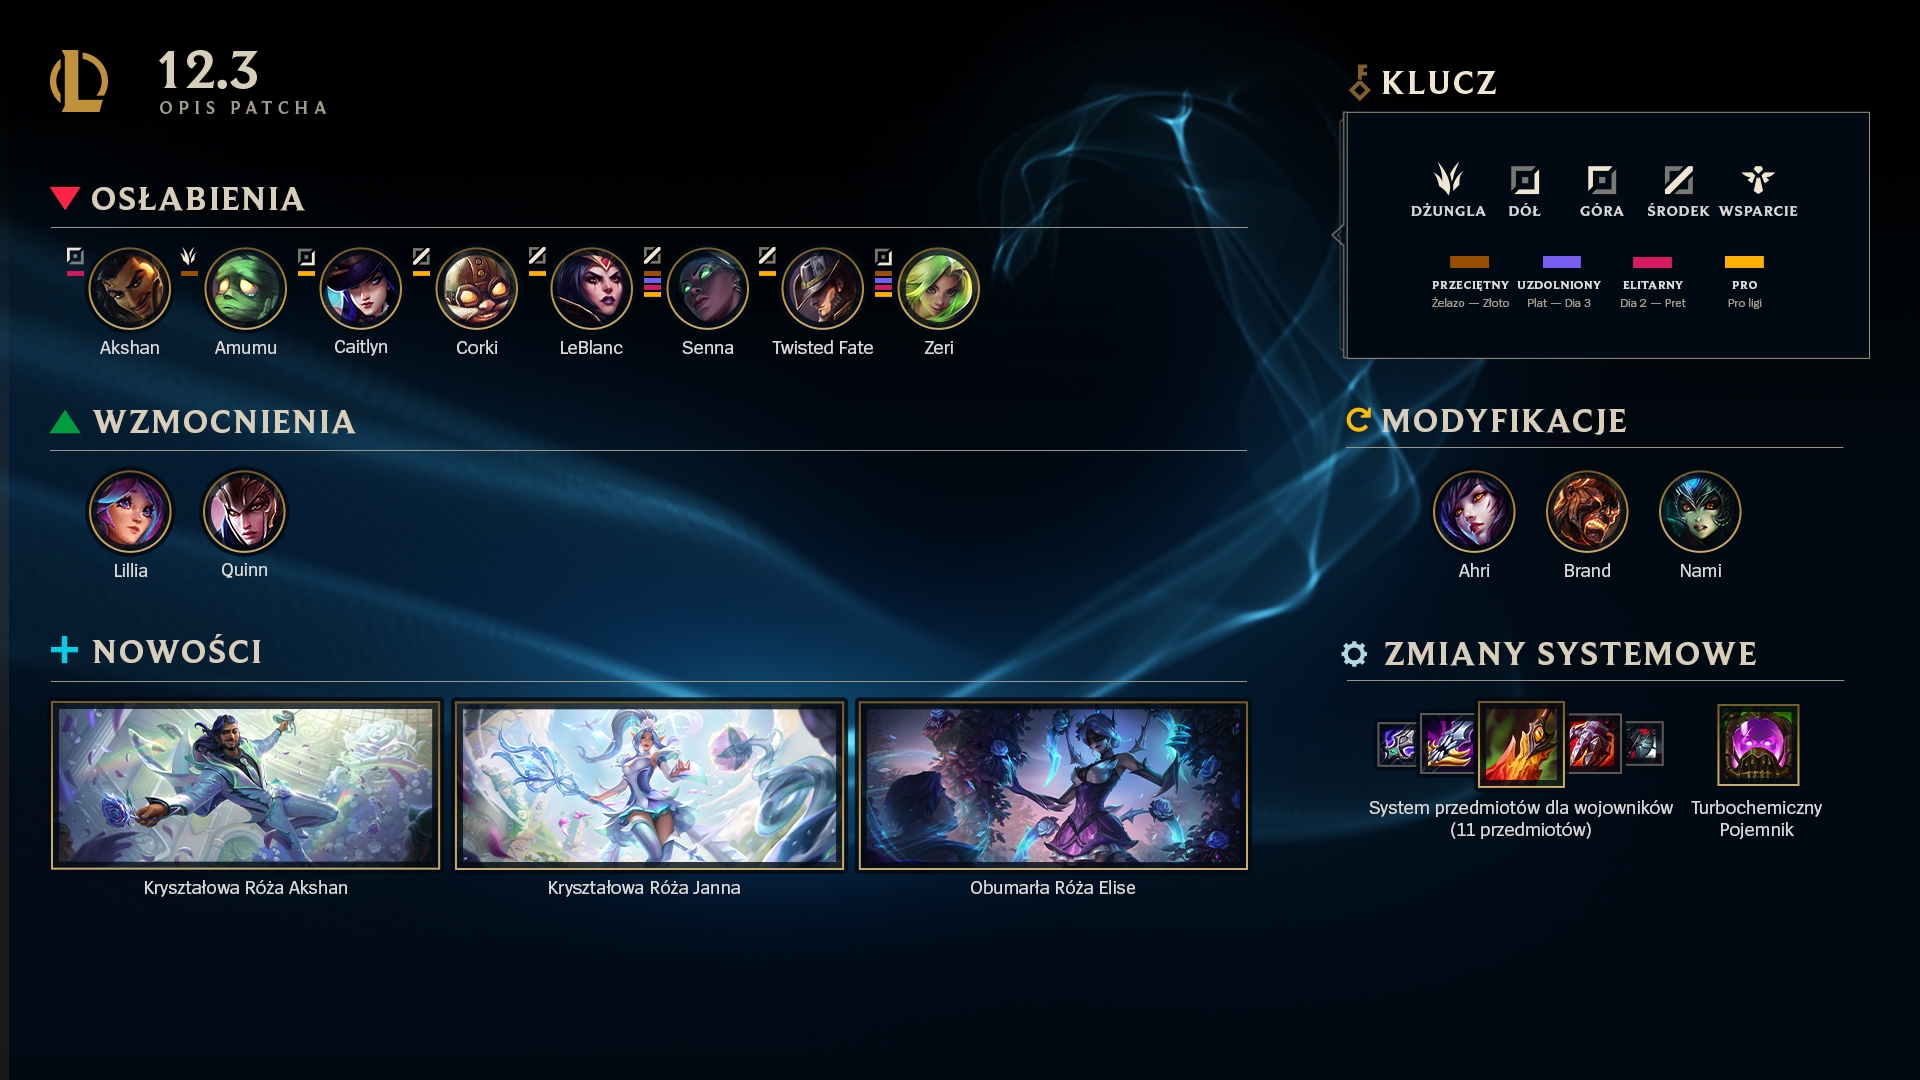 12.3
OPIS PATCHA
OSŁABIENIA
Akshan
Amumu
Caitlyn
Corki
LeBlanc
Senna
Twisted Fate
Zeri
WZMOCNIENIA
Lillia
Quinn
NOWOŚCI
Kryształowa Róża Akshan
Kryształowa Róża Janna
Obumarła Róża Elise
KLUCZ
DŻUNGLA
DÓŁ
GÓRA
ŚRODEK
WSPARCIE
PRZECIĘTNY
Żelazo — Złoto
UZDOLNIONY
Plat — Dia 3
ELITARNY
Dia 2 — Pret
PRO
Pro ligi
MODYFIKACJE
Ahri
Brand
Nami
ZMIANY SYSTEMOWE
System przedmiotów dla wojowników
(11 przedmiotów)
Turbochemiczny
Pojemnik